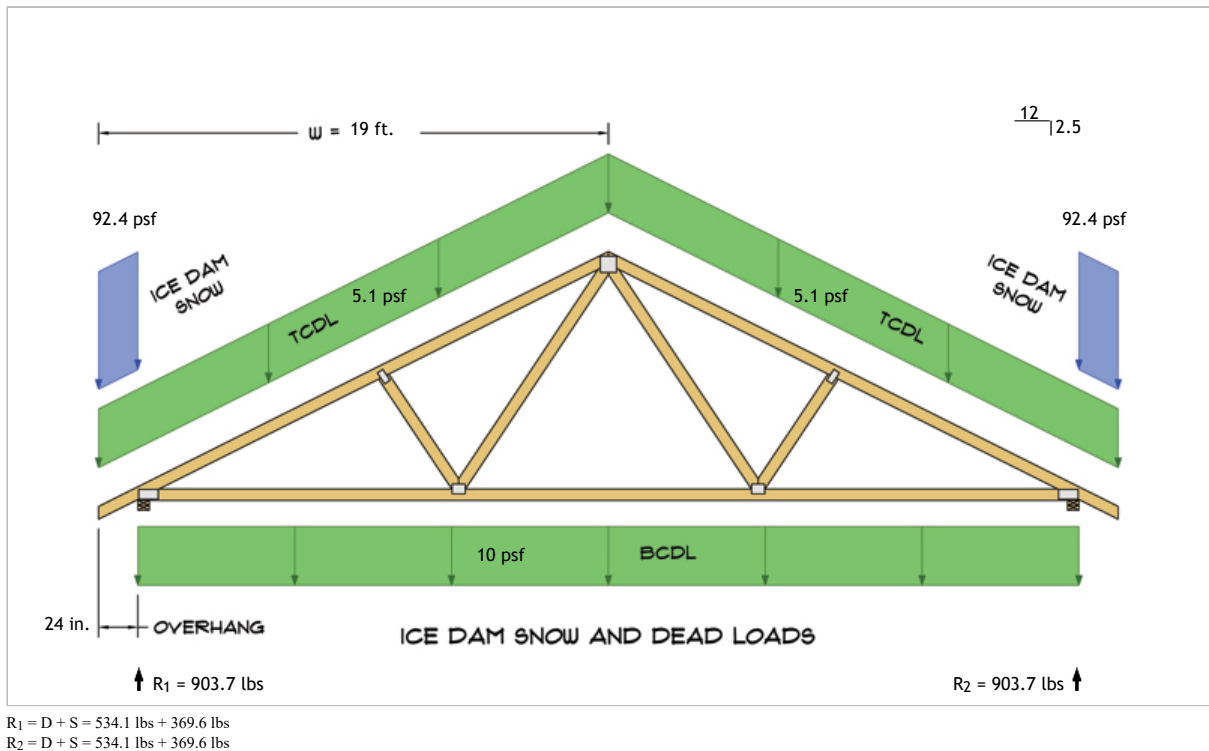 W = 19 ft.
12
2.5
92.4 psf
92.4 psf
ICE DAM
SNOW
ICE DAM
SNOW
5.1 psf
5.1 psf
TCDL
TCDL
10 psf
BCDL
24 in.
OVERHANG
ICE DAM SNOW AND DEAD LOADS
R1 = 903.7 lbs
R2 = 903.7 lbs
R1 = D + S = 534.1 lbs + 369.6 lbs
R2 = D + S = 534.1 lbs + 369.6 lbs